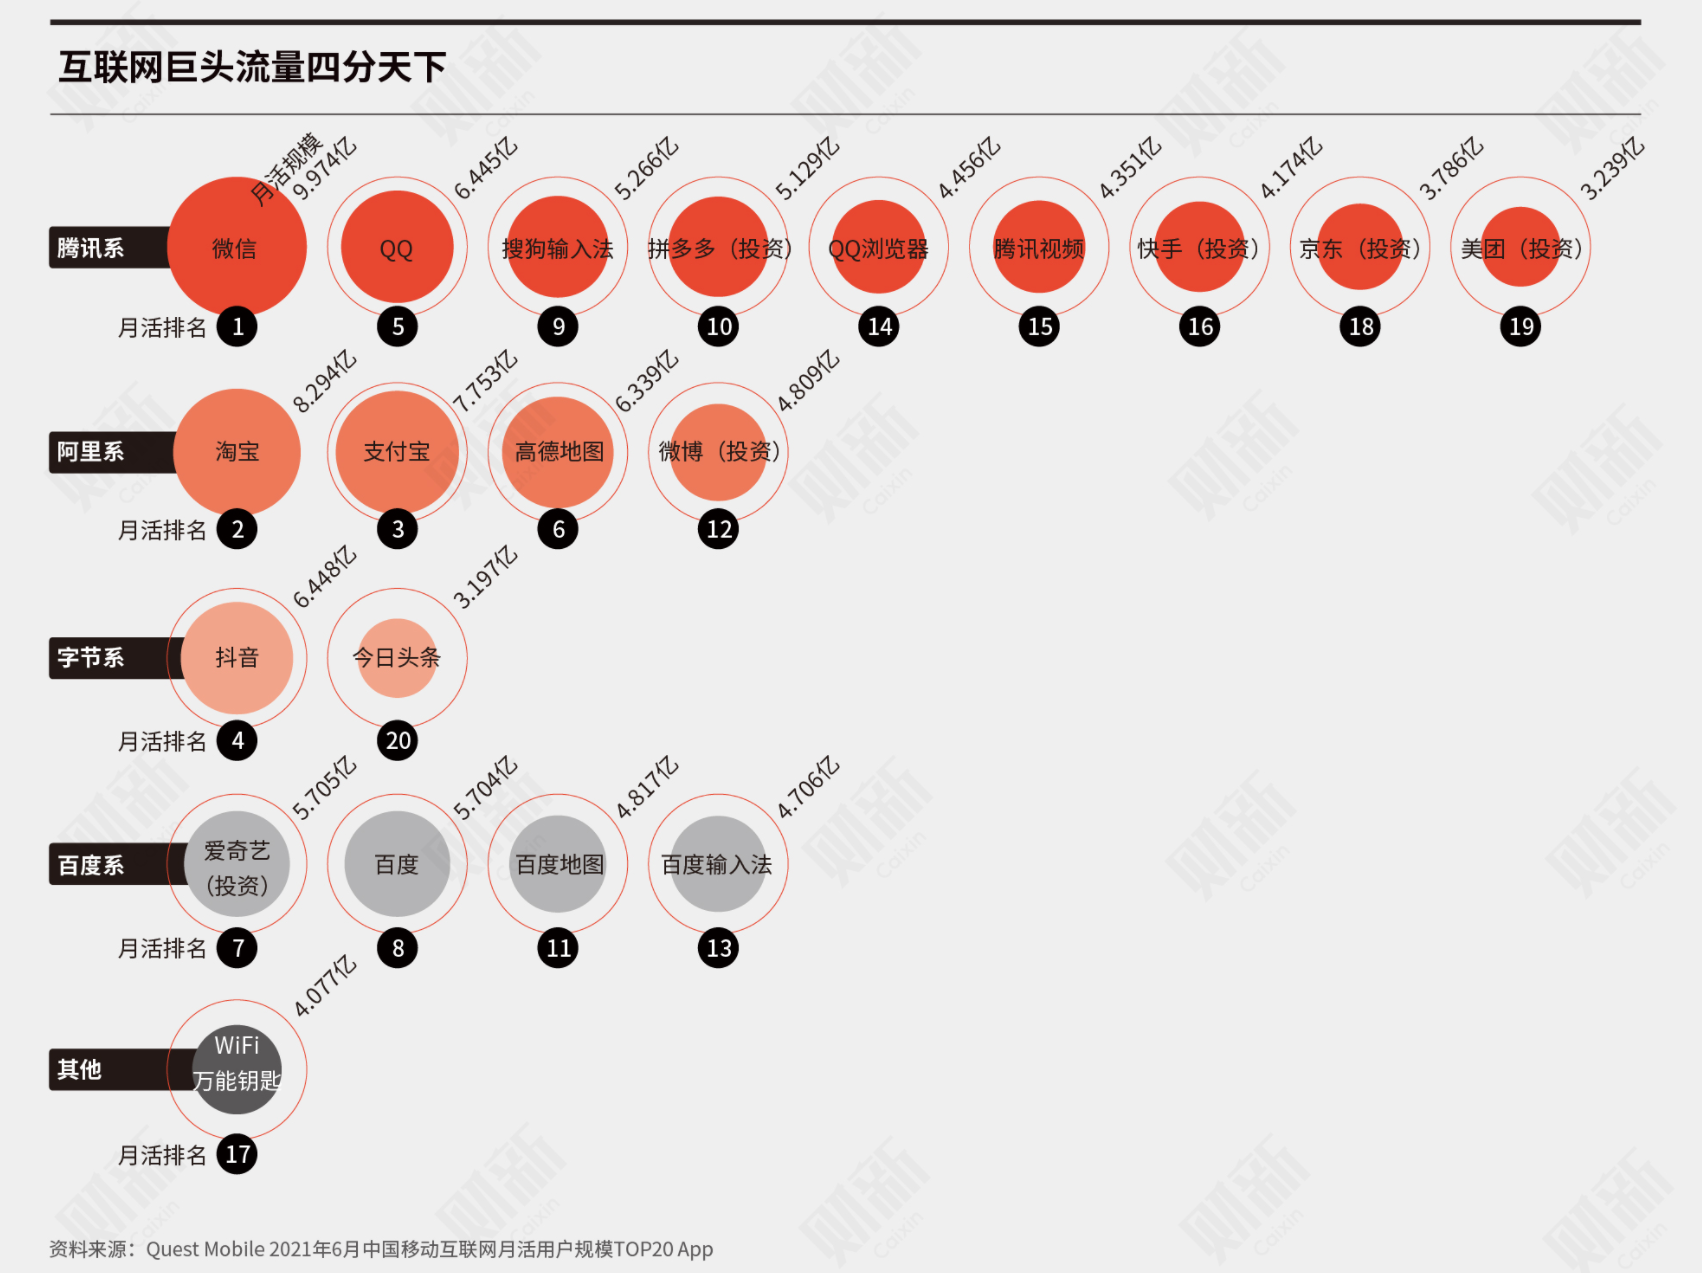 互联网巨头流量四分天下
月活规模
9.974亿
6.445亿
5.266亿
5.129亿
4.456亿
4.351亿
4.174亿
3.786亿
3.239亿
腾讯系
微信
QQ
搜狗输入法
拼多多（投资）
QQ浏览器
腾讯视频
快手（投资）
京东（投资）
美团（投资）
月活排名 1 5 9 10 14 15 16 18 19
8.294亿
7.753亿
6.339亿
4.809亿
阿里系
淘宝
支付宝
高德地图
微博（投资）
月活排名 2 3 6 12
6.448亿
3.197亿
字节系
抖音
今日头条
月活排名 4 20
5.705亿
5.704亿
4.817亿
4.706亿
百度系
爱奇艺
（投资）
百度
百度地图
百度输入法
月活排名 7 8 11 13
4.077亿
其他
WiFi
万能钥匙
月活排名 17
资料来源：Quest Mobile 2021年6月中国移动互联网月活用户规模TOP20 App
财新
Caixin